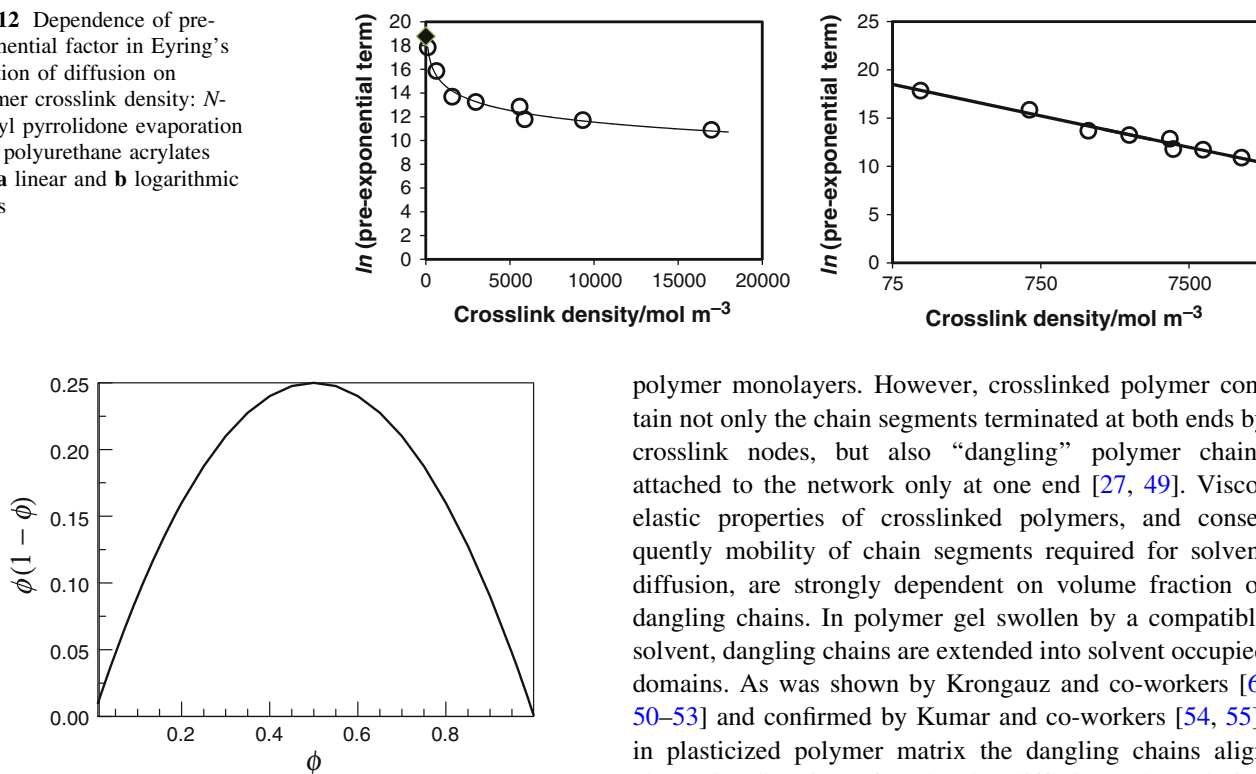 12 Dependence of pre-
nential factor in Eyring's
tion of diffusion on
mer crosslink density: N-
yl pyrrolidone evaporation
polyurethane acrylates
a linear and b logarithmic
s
ln (pre-exponential term)
20
18
16
14
12
10
8
6
4
2
0
0 5000 10000 15000 20000
Crosslink density/mol m–3
ln (pre-exponential term)
25
20
15
10
5
0
75 750 7500
Crosslink density/mol m–3
ϕ(1 − ϕ)
0.25
0.20
0.15
0.10
0.05
0.00
0.2 0.4 0.6 0.8
ϕ
polymer monolayers. However, crosslinked polymer con
tain not only the chain segments terminated at both ends by
crosslink nodes, but also “dangling” polymer chain
attached to the network only at one end [27, 49]. Visco
elastic properties of crosslinked polymers, and conse
quently mobility of chain segments required for solven
diffusion, are strongly dependent on volume fraction o
dangling chains. In polymer gel swollen by a compatibl
solvent, dangling chains are extended into solvent occupied
domains. As was shown by Krongauz and co-workers [6
50–53] and confirmed by Kumar and co-workers [54, 55]
in plasticized polymer matrix the dangling chains alig